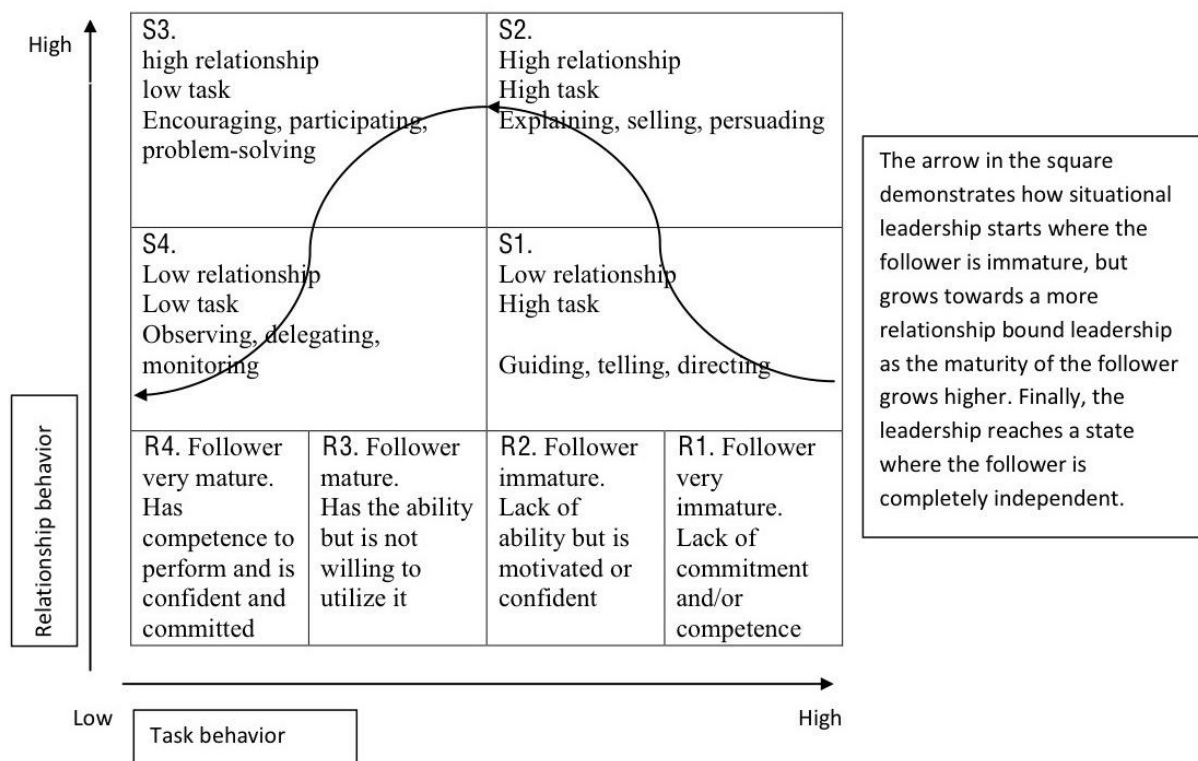 High
S3.
high relationship
low task
Encouraging, participating,
problem-solving
S2.
High relationship
High task
Explaining, selling, persuading
S4.
Low relationship
Low task
Observing, delegating,
monitoring
S1.
Low relationship
High task
Guiding, telling, directing
R4. Follower
very mature.
Has
competence to
perform and is
confident and
committed
R3. Follower
mature.
Has the ability
but is not
willing to
utilize it
R2. Follower
immature.
Lack of
ability but is
motivated or
confident
R1. Follower
very
immature.
Lack of
commitment
and/or
competence
The arrow in the square
demonstrates how situational
leadership starts where the
follower is immature, but
grows towards a more
relationship bound leadership
as the maturity of the follower
grows higher. Finally, the
leadership reaches a state
where the follower is
completely independent.
Relationship behavior
Low
High
Task behavior